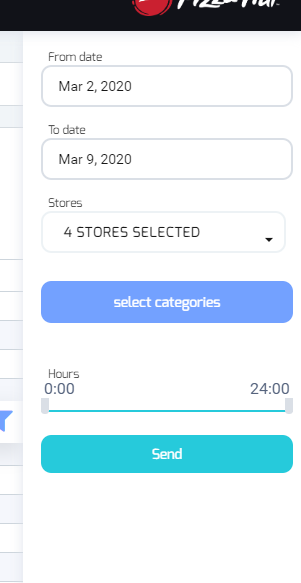 From date
Mar 2, 2020
To date
Mar 9, 2020
Stores
4 STORES SELECTED
select categories
Hours
0:00 24:00
Send